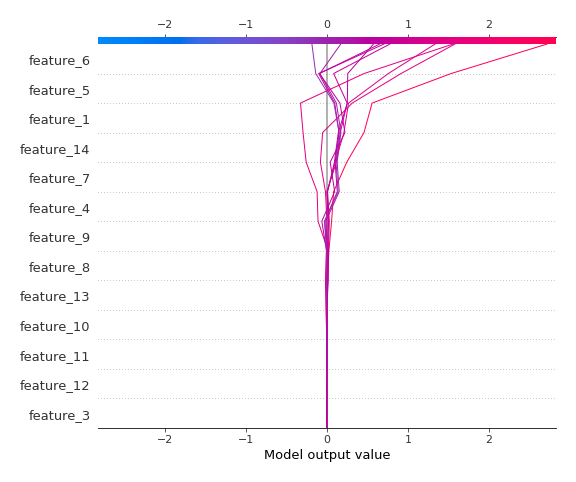 −2 −1 0 1 2
feature_6
feature_5
feature_1
feature_14
feature_7
feature_4
feature_9
feature_8
feature_13
feature_10
feature_11
feature_12
feature_3
−2 −1 0 1 2
Model output value